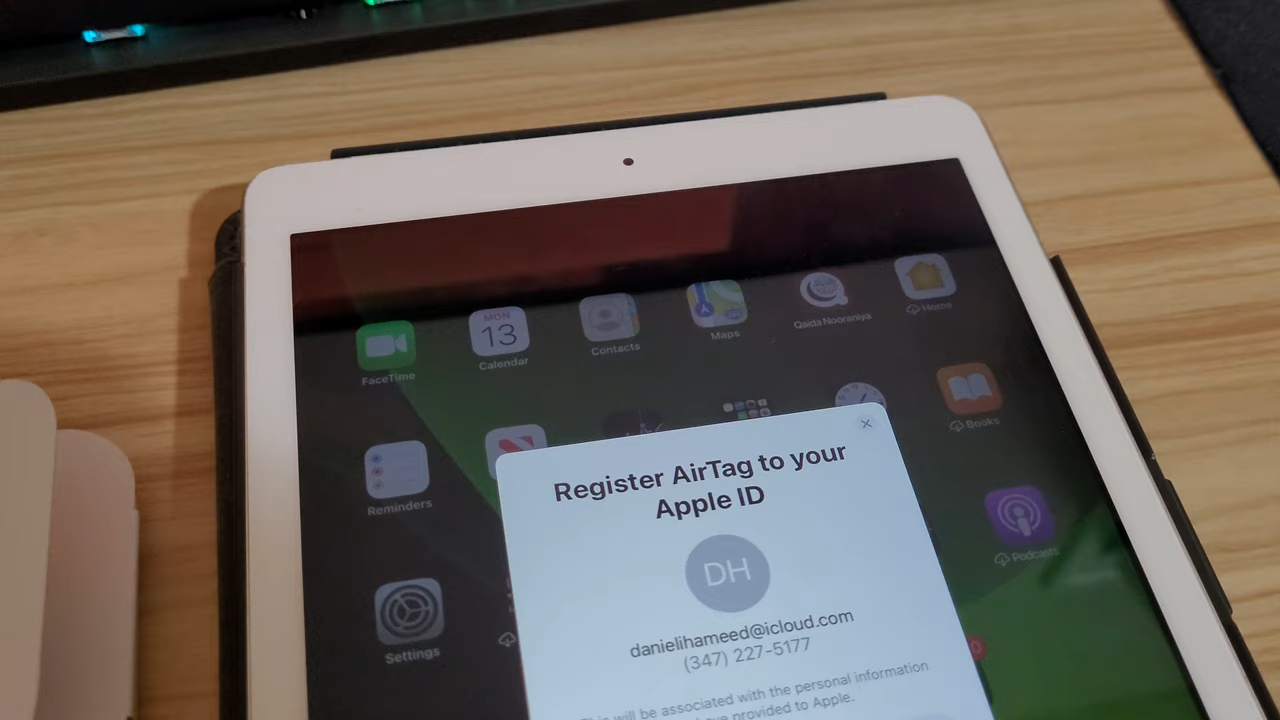 MON
13
FaceTime
Calendar
Contacts
Maps
Qaida Nooraniya
Home
Reminders
Books
Settings
Podcasts
Register AirTag to your
Apple ID
DH
danielihameed@icloud.com
(347) 227-5177
This will be associated with the personal information
have provided to Apple.